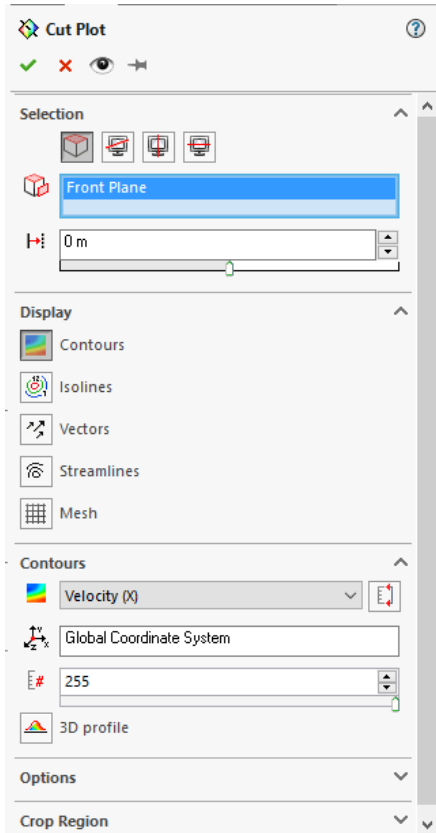 Cut Plot
Selection
Front Plane
0 m
Display
Contours
Isolines
Vectors
Streamlines
Mesh
Contours
Velocity (X)
Global Coordinate System
255
3D profile
Options
Crop Region